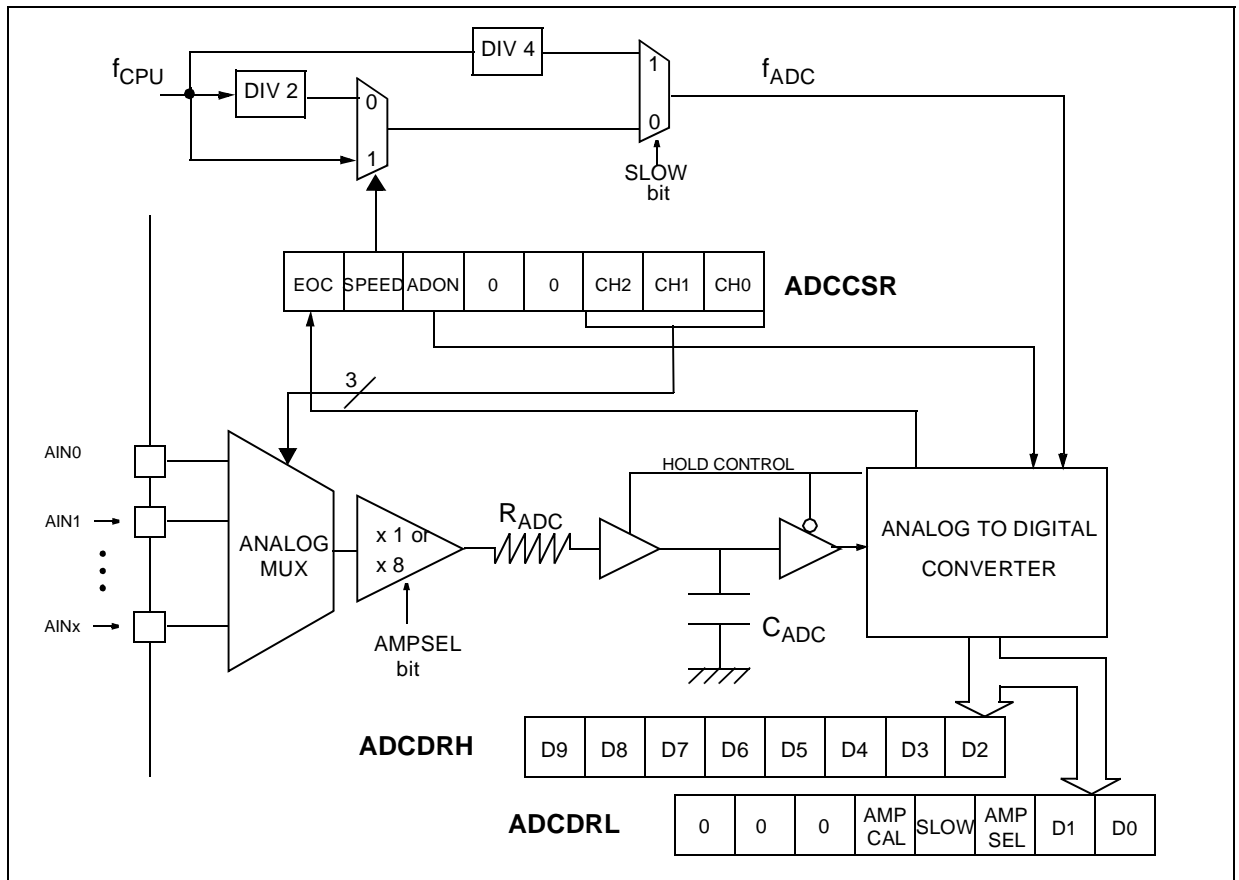 DIV 4
fCPU
DIV 2
0
1
1
0
fADC
SLOW
bit
EOC SPEED ADON 0 0 CH2 CH1 CH0 ADCCSR
3
AIN0
AIN1
AINx
ANALOG
MUX
x 1 or
x 8
AMPSEL
bit
RADC
HOLD CONTROL
CADC
ANALOG TO DIGITAL
CONVERTER
ADCDRH D9 D8 D7 D6 D5 D4 D3 D2
ADCDRL 0 0 0 AMP CAL SLOW AMP SEL D1 D0